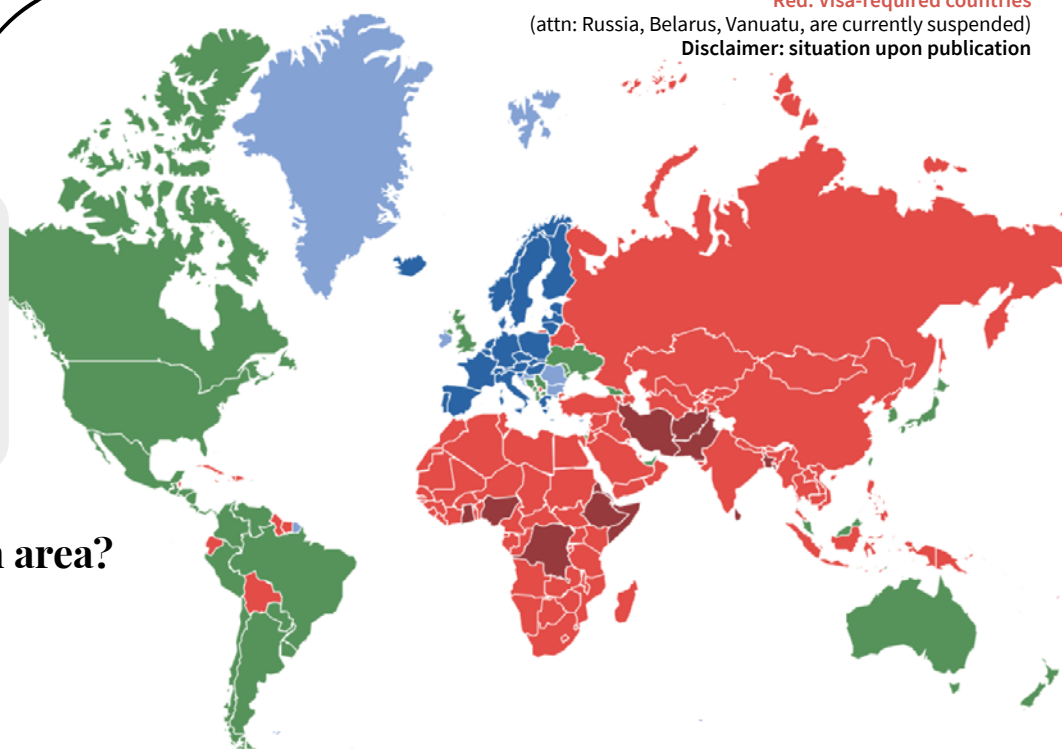 Red: Visa-required countries
(attn: Russia, Belarus, Vanuatu, are currently suspended)
Disclaimer: situation upon publication
area?